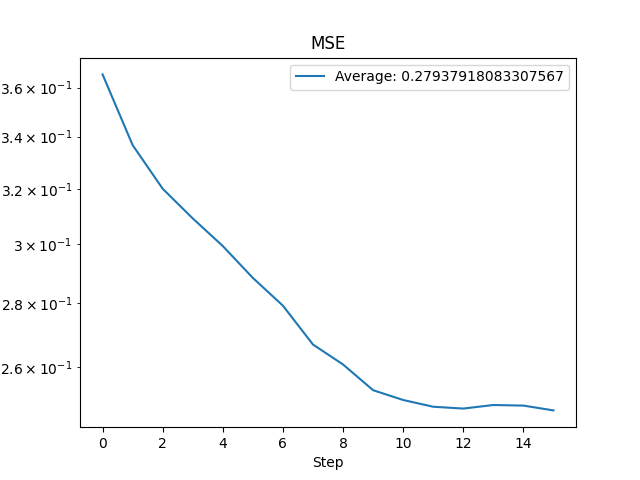 MSE
Average: 0.27937918083307567
3.6 × 10⁻¹
3.4 × 10⁻¹
3.2 × 10⁻¹
3 × 10⁻¹
2.8 × 10⁻¹
2.6 × 10⁻¹
0 2 4 6 8 10 12 14
Step